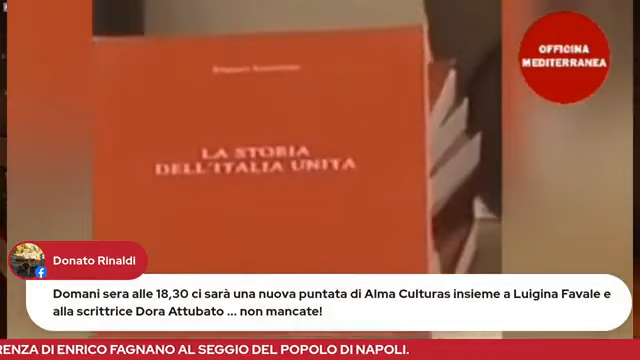 OFFICINA
MEDITERRANEA
LA STORIA
DELL'ITALIA UNITA
Donato Rinaldi
Domani sera alle 18,30 ci sarà una nuova puntata di Alma Culturas insieme a Luigina Favale e
alla scrittrice Dora Attubato ... non mancate!
RENZA DI ENRICO FAGNANO AL SEGGIO DEL POPOLO DI NAPOLI.